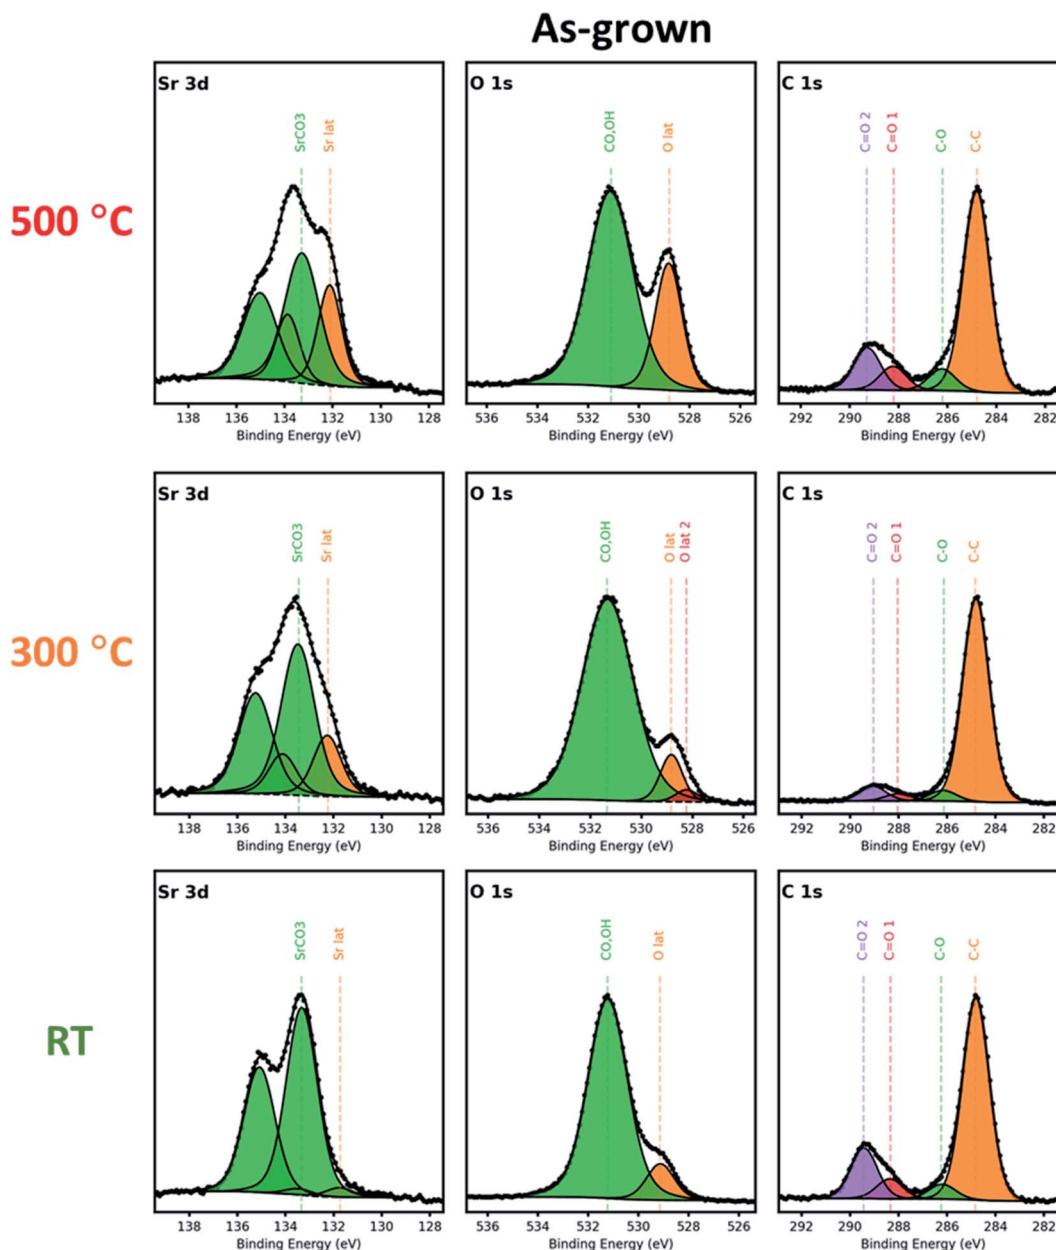 As-grown
500 °C
Sr 3d
SrCO3
Sr lat
138 136 134 132 130 128
Binding Energy (eV)
O 1s
CO,OH
O lat
536 534 532 530 528 526
Binding Energy (eV)
C 1s
C=O 2
C=O 1
C-O
C-C
292 290 288 286 284 282
Binding Energy (eV)
300 °C
Sr 3d
SrCO3
Sr lat
138 136 134 132 130 128
Binding Energy (eV)
O 1s
CO,OH
O lat
O lat 2
536 534 532 530 528 526
Binding Energy (eV)
C 1s
C=O 2
C=O 1
C-O
C-C
292 290 288 286 284 282
Binding Energy (eV)
RT
Sr 3d
SrCO3
Sr lat
138 136 134 132 130 128
Binding Energy (eV)
O 1s
CO,OH
O lat
536 534 532 530 528 526
Binding Energy (eV)
C 1s
C=O 2
C=O 1
C-O
C-C
292 290 288 286 284 282
Binding Energy (eV)